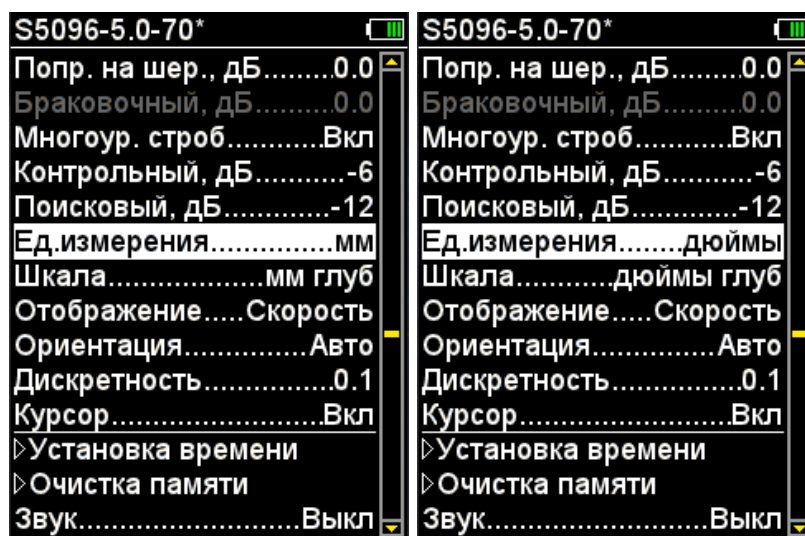 S5096-5.0-70*
Попр. на шер., дБ.........0.0
Браковочный, дБ.........0.0
Многоур. строб............Вкл
Контрольный, дБ...........-6
Поисковый, дБ............-12
Ед.измерения..............мм
Шкала...................мм глуб
Отображение.....Скорость
Ориентация...............Авто
Дискретность................0.1
Курсор.......................Вкл
▷Установка времени
▷Очистка памяти
Звук..........................Выкл
S5096-5.0-70*
Попр. на шер., дБ.........0.0
Браковочный, дБ.........0.0
Многоур. строб............Вкл
Контрольный, дБ...........-6
Поисковый, дБ............-12
Ед.измерения........дюймы
Шкала............дюймы глуб
Отображение.....Скорость
Ориентация...............Авто
Дискретность................0.1
Курсор.......................Вкл
▷Установка времени
▷Очистка памяти
Звук..........................Выкл